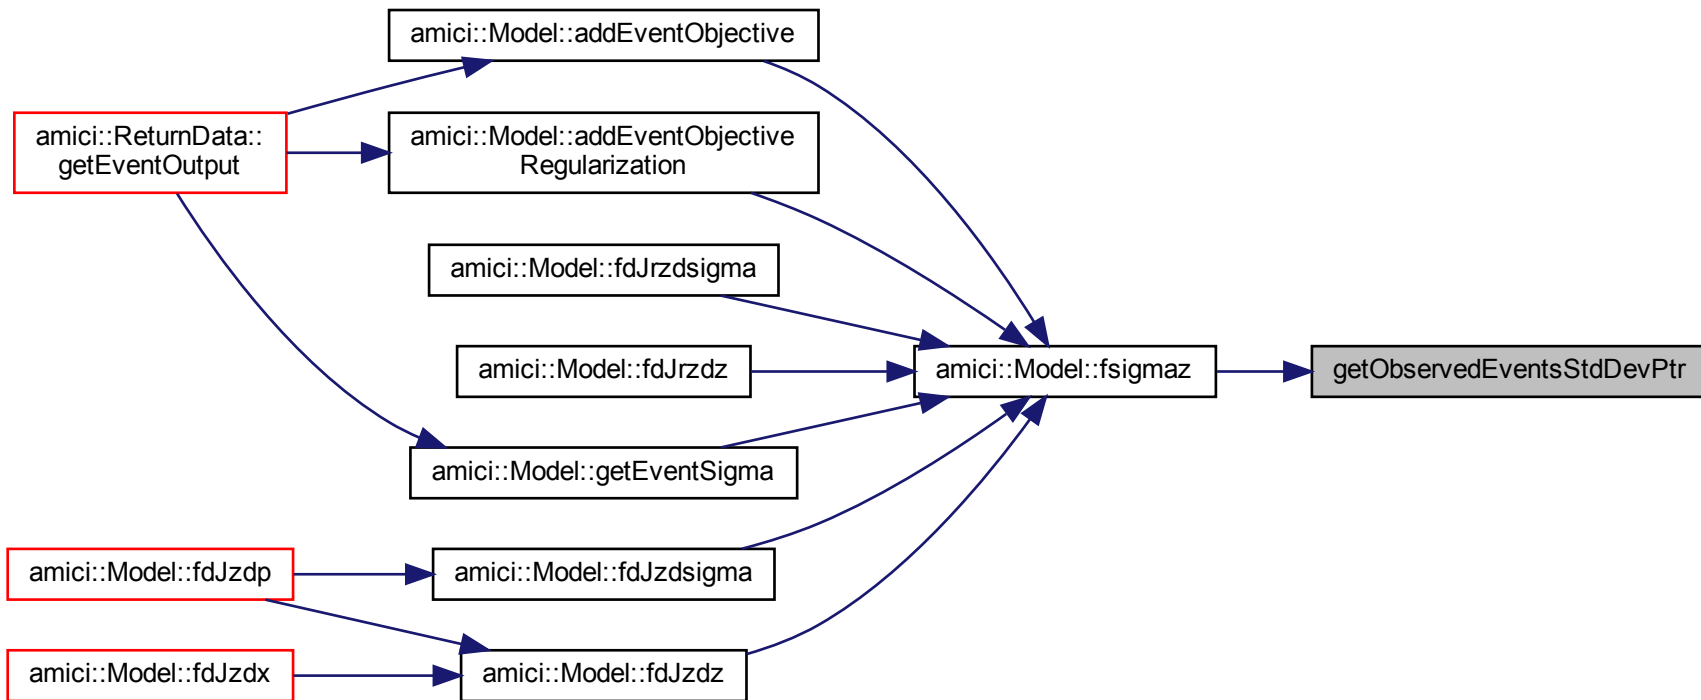 amici::Model::addEventObjective
amici::ReturnData::
getEventOutput
amici::Model::addEventObjective
Regularization
amici::Model::fdJrzdsigma
amici::Model::fdJrzdz
amici::Model::fsigmaz
getObservedEventsStdDevPtr
amici::Model::getEventSigma
amici::Model::fdJzdp
amici::Model::fdJzdsigma
amici::Model::fdJzdx
amici::Model::fdJzdz